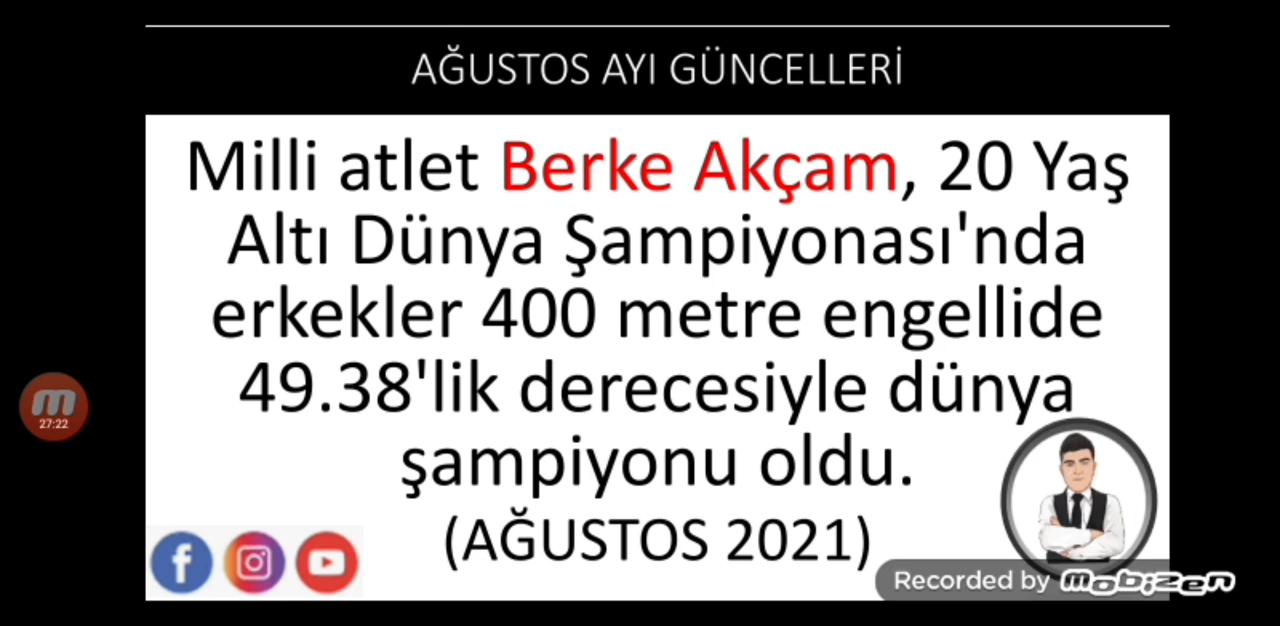 AĞUSTOS AYI GÜNCELLERİ
Milli atlet Berke Akçam, 20 Yaş
Altı Dünya Şampiyonası'nda
erkekler 400 metre engellide
49.38'lik derecesiyle dünya
şampiyonu oldu.
(AĞUSTOS 2021)
27:22
Recorded by Mobizen